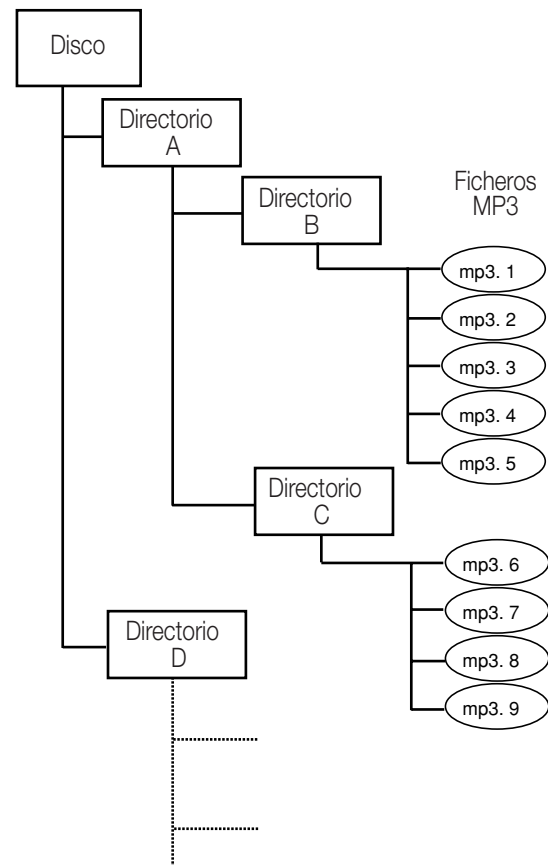 Disco
Directorio
A
Directorio
B
Ficheros
MP3
mp3. 1
mp3. 2
mp3. 3
mp3. 4
mp3. 5
Directorio
C
mp3. 6
mp3. 7
mp3. 8
mp3. 9
Directorio
D